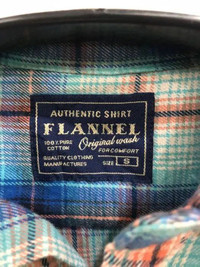 AUTHENTIC SHIRT
FLANNEL
100% PURE
COTTON
Original wash
FOR COMFORT
QUALITY CLOTHING
MANUFACTURES
SIZE S